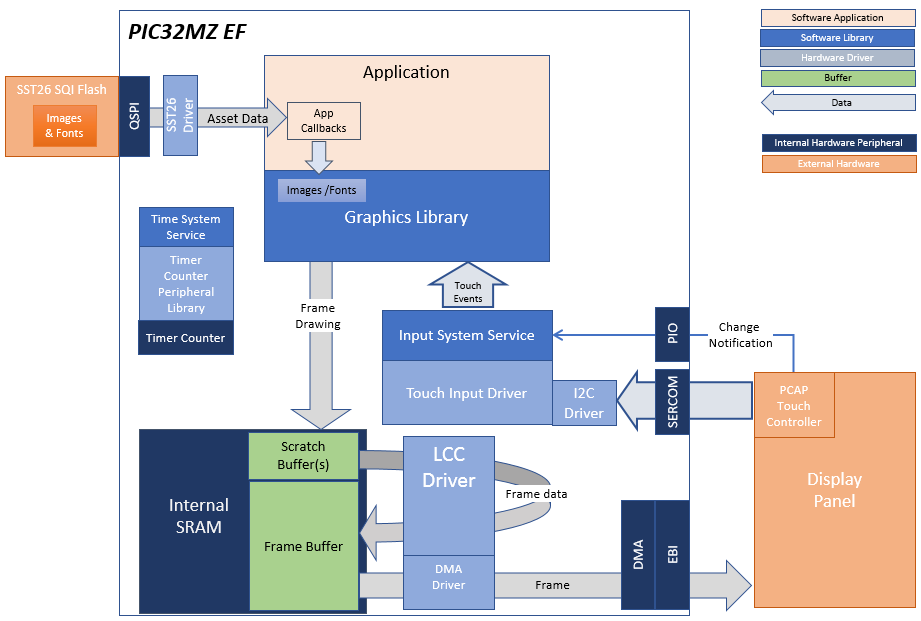 PIC32MZ EF
Software Application
Software Library
Hardware Driver
Buffer
Data
Internal Hardware Peripheral
External Hardware
SST26 SQI Flash
Images
& Fonts
QSPI
SST26
Driver
Asset Data
Application
App
Callbacks
Images /Fonts
Graphics Library
Time System
Service
Timer
Counter
Peripheral
Library
Timer Counter
Frame
Drawing
Touch
Events
Input System Service
Touch Input Driver
I2C
Driver
PIO
SERCOM
Change
Notification
PCAP
Touch
Controller
Display
Panel
Internal
SRAM
Scratch
Buffer(s)
Frame Buffer
LCC
Driver
Frame data
DMA
Driver
Frame
DMA
EBI